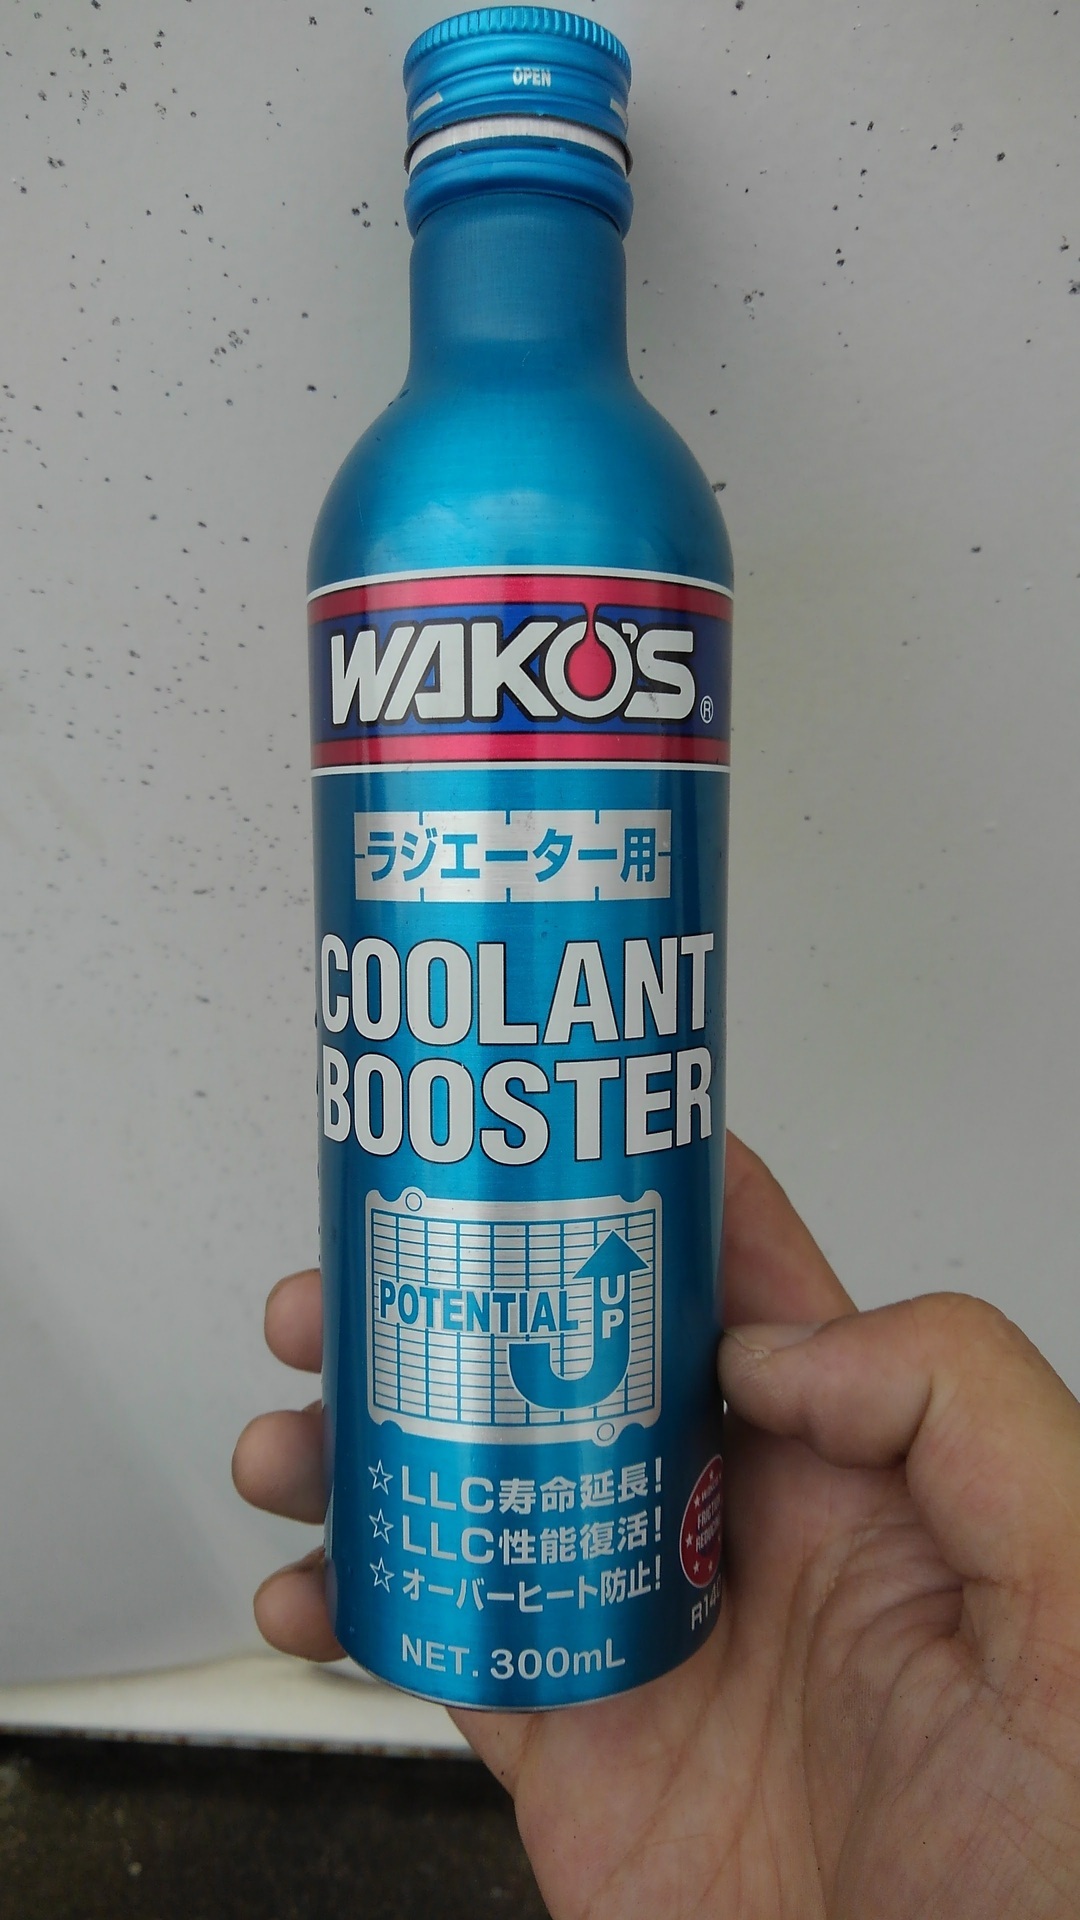 OPEN
WAKO'S®
ラジエーター用
COOLANT
BOOSTER
POTENTIAL UP
☆LLC寿命延長!
☆LLC性能復活!
☆オーバーヒート防止!
NET. 300mL